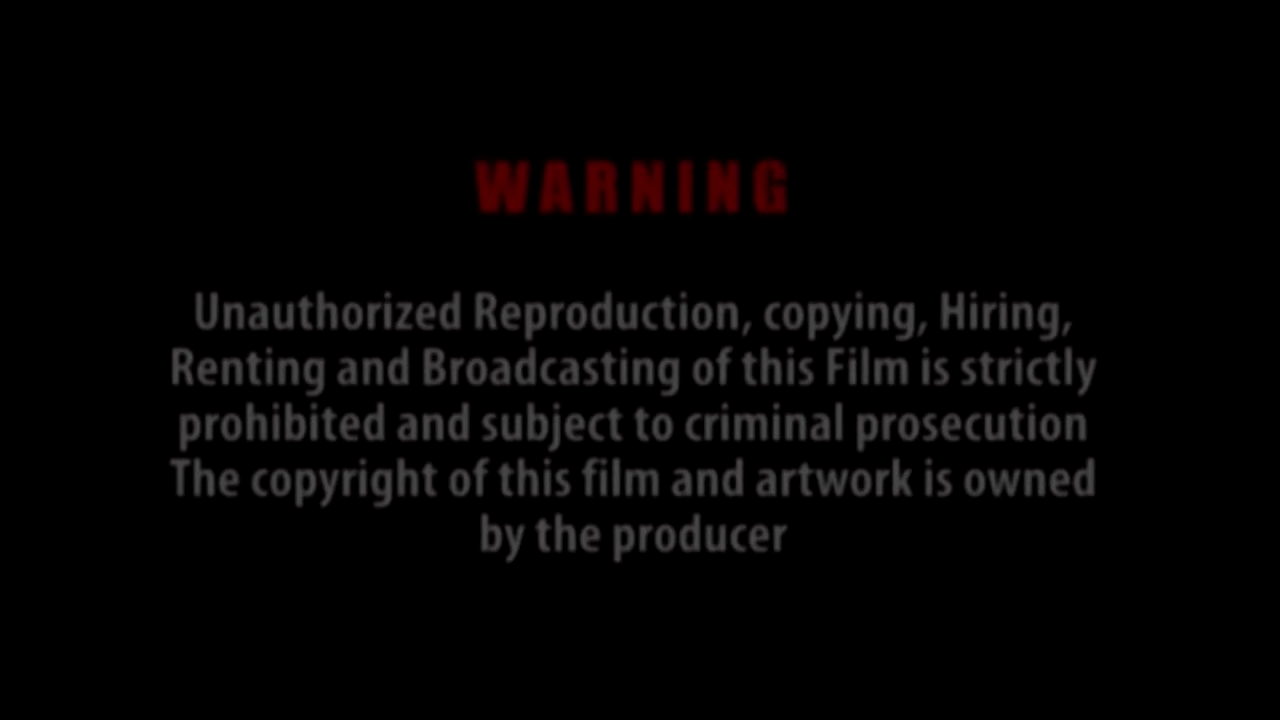 WARNING
Unauthorized Reproduction, copying, Hiring,
Renting and Broadcasting of this Film is strictly
prohibited and subject to criminal prosecution
The copyright of this film and artwork is owned
by the producer